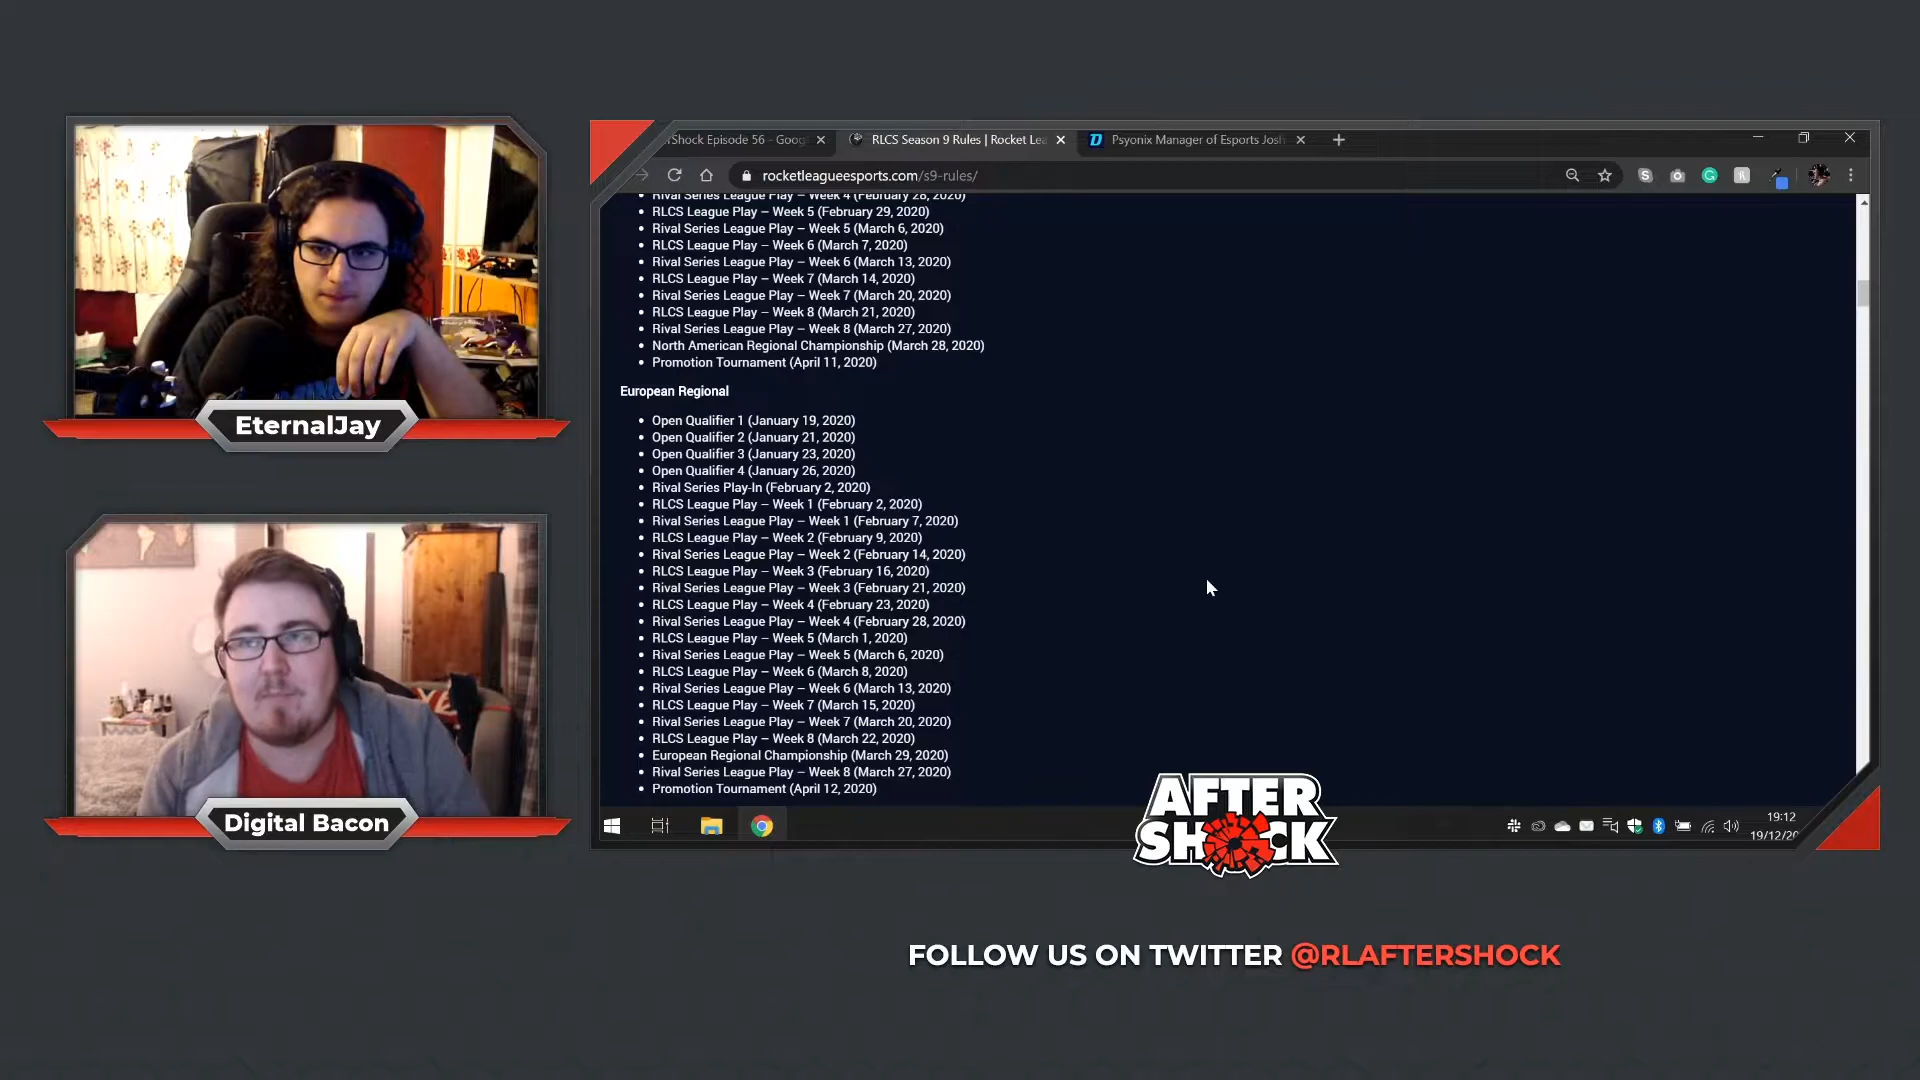 Shock Episode 56 - Goog
RLCS Season 9 Rules | Rocket Lea
Psyonix Manager of Esports Josh
rocketleagueesports.com/s9-rules/
Rival Series League Play – Week 4 (February 28, 2020)
RLCS League Play – Week 5 (February 29, 2020)
Rival Series League Play – Week 5 (March 6, 2020)
RLCS League Play – Week 6 (March 7, 2020)
Rival Series League Play – Week 6 (March 13, 2020)
RLCS League Play – Week 7 (March 14, 2020)
Rival Series League Play – Week 7 (March 20, 2020)
RLCS League Play – Week 8 (March 21, 2020)
Rival Series League Play – Week 8 (March 27, 2020)
North American Regional Championship (March 28, 2020)
Promotion Tournament (April 11, 2020)
European Regional
Open Qualifier 1 (January 19, 2020)
Open Qualifier 2 (January 21, 2020)
Open Qualifier 3 (January 23, 2020)
Open Qualifier 4 (January 26, 2020)
Rival Series Play-In (February 2, 2020)
RLCS League Play – Week 1 (February 2, 2020)
Rival Series League Play – Week 1 (February 7, 2020)
RLCS League Play – Week 2 (February 9, 2020)
Rival Series League Play – Week 2 (February 14, 2020)
RLCS League Play – Week 3 (February 16, 2020)
Rival Series League Play – Week 3 (February 21, 2020)
RLCS League Play – Week 4 (February 23, 2020)
Rival Series League Play – Week 4 (February 28, 2020)
RLCS League Play – Week 5 (March 1, 2020)
Rival Series League Play – Week 5 (March 6, 2020)
RLCS League Play – Week 6 (March 8, 2020)
Rival Series League Play – Week 6 (March 13, 2020)
RLCS League Play – Week 7 (March 15, 2020)
Rival Series League Play – Week 7 (March 20, 2020)
RLCS League Play – Week 8 (March 22, 2020)
European Regional Championship (March 29, 2020)
Rival Series League Play – Week 8 (March 27, 2020)
Promotion Tournament (April 12, 2020)
19:12
19/12/20
EternalJay
Digital Bacon
AFTER
SHOCK
FOLLOW US ON TWITTER @RLAFTERSHOCK